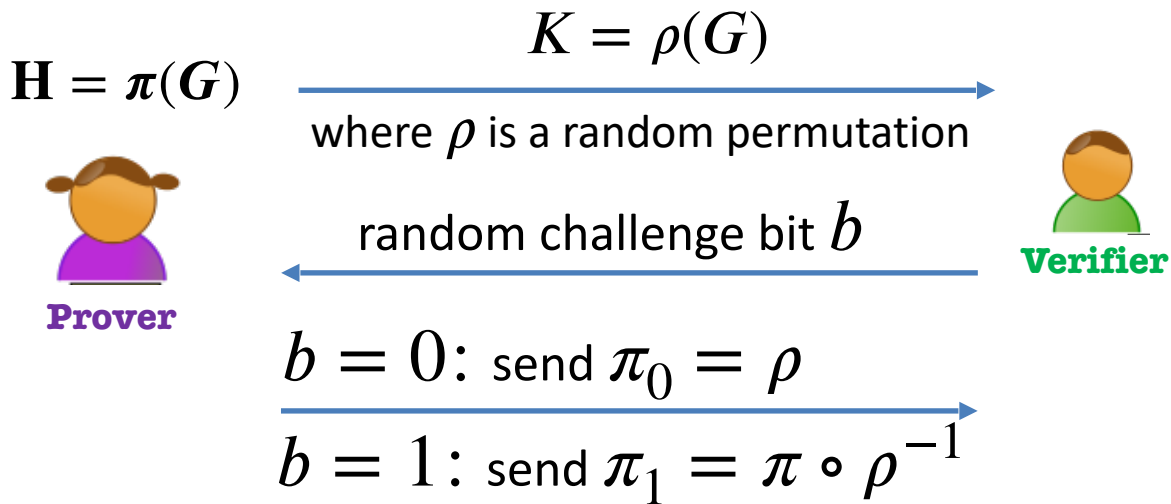 K = ρ(G)
H = π(G)
where ρ is a random permutation
random challenge bit b
Verifier
Prover
b = 0: send π₀ = ρ
b = 1: send π₁ = π ∘ ρ⁻¹